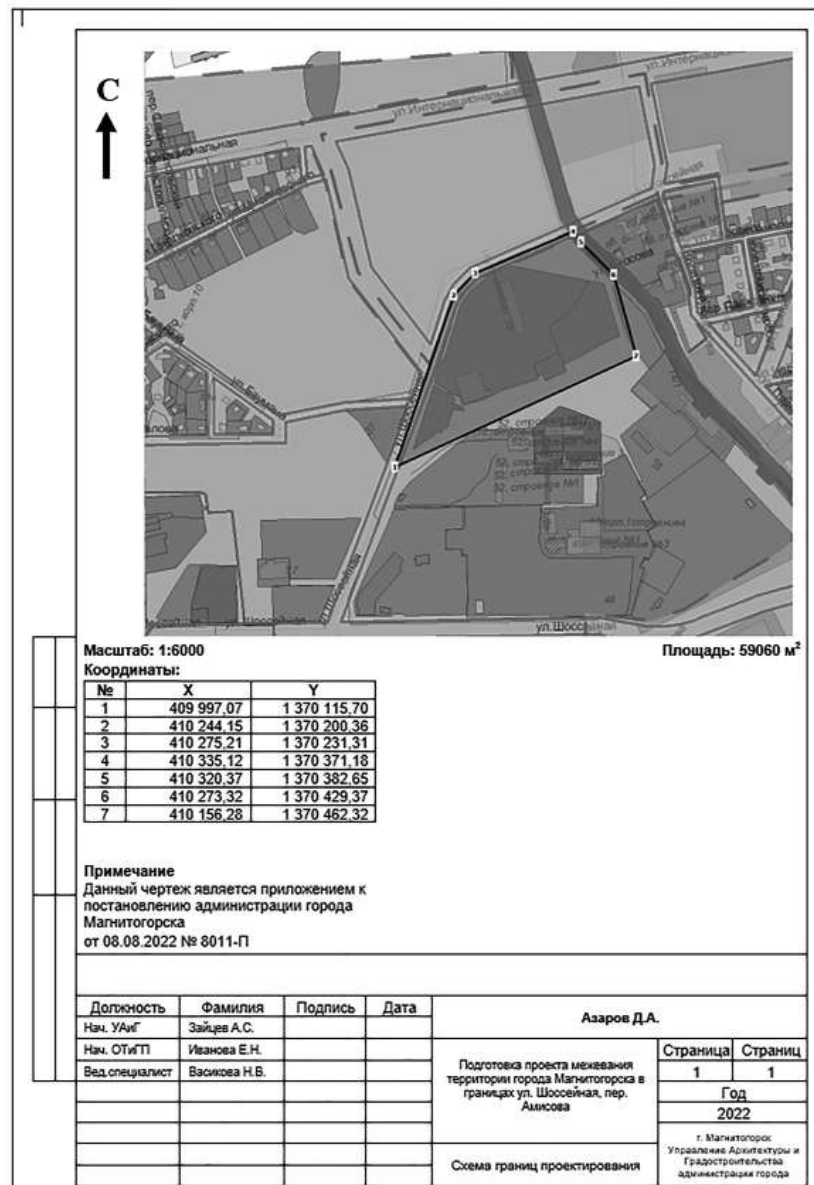 С
ул.Интернациональная
ул.Интерна
ул. Бауцмана
ул.Шоссейная
ул.Шоссейная
Масштаб: 1:6000 Площадь: 59060 м²
Координаты:
№ X Y
1 409 997,07 1 370 115,70
2 410 244,15 1 370 200,36
3 410 275,21 1 370 231,31
4 410 335,12 1 370 371,18
5 410 320,37 1 370 382,65
6 410 273,32 1 370 429,37
7 410 156,28 1 370 462,32
Примечание
Данный чертеж является приложением к
постановлению администрации города
Магнитогорска
от 08.08.2022 № 8011-П
Должность Фамилия Подпись Дата
Азаров Д.А.
Нач. УАиГ Зайцев А.С.
Нач. ОТиГП Иванова Е.Н.
Вед.специалист Васикова Н.В.
Подготовка проекта межевания
территории города Магнитогорска в
границах ул. Шоссейная, пер.
Амисова
Страница Страниц
1 1
Год
2022
Схема границ проектирования
г. Магнитогорск
Управление Архитектуры и
Градостроительства
администрации города